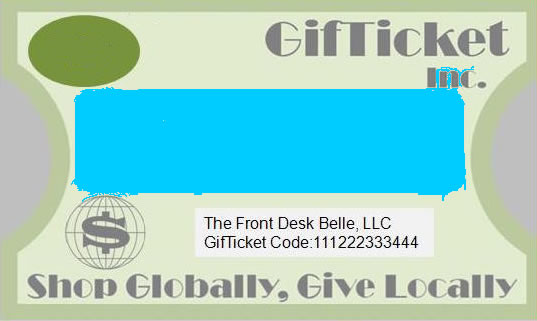 GifTicket
Inc.
$
The Front Desk Belle, LLC
GifTicket Code:111222333444
Shop Globally, Give Locally